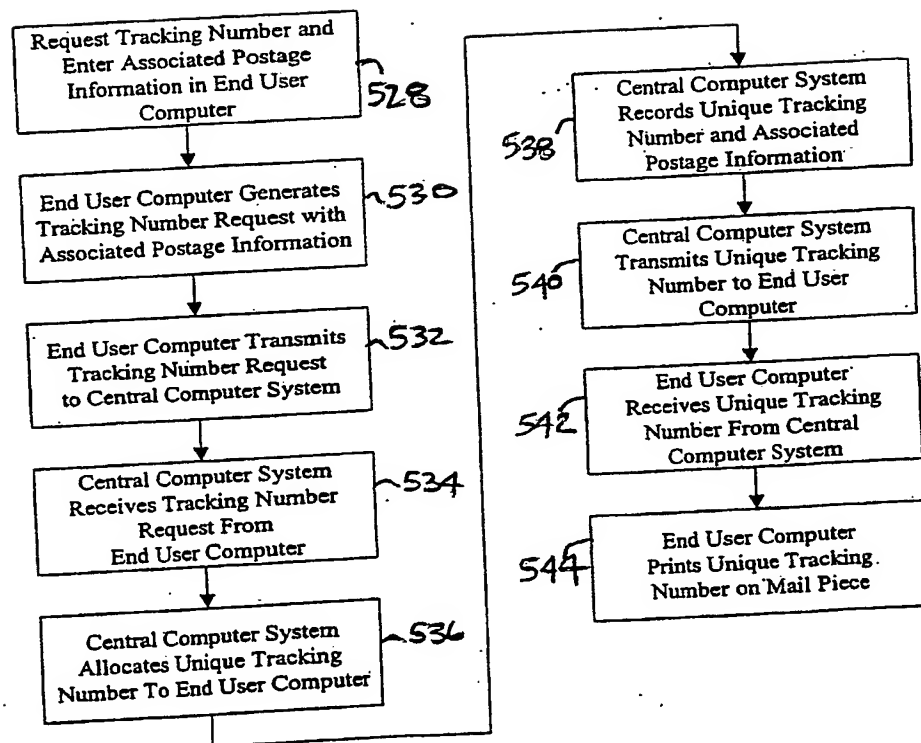 Request Tracking Number and
Enter Associated Postage
Information in End User
Computer
528
End User Computer Generates
Tracking Number Request with
Associated Postage Information
530
End User Computer Transmits
Tracking Number Request
to Central Computer System
532
Central Computer System
Receives Tracking Number
Request From
End User Computer
534
Central Computer System
Allocates Unique Tracking
Number To End User Computer
536
Central Computer System
Records Unique Tracking
Number and Associated
Postage Information
538
Central Computer System
Transmits Unique Tracking
Number to End User
Computer
540
End User Computer
Receives Unique Tracking
Number From Central
Computer System
542
End User Computer
Prints Unique Tracking
Number on Mail Piece
544